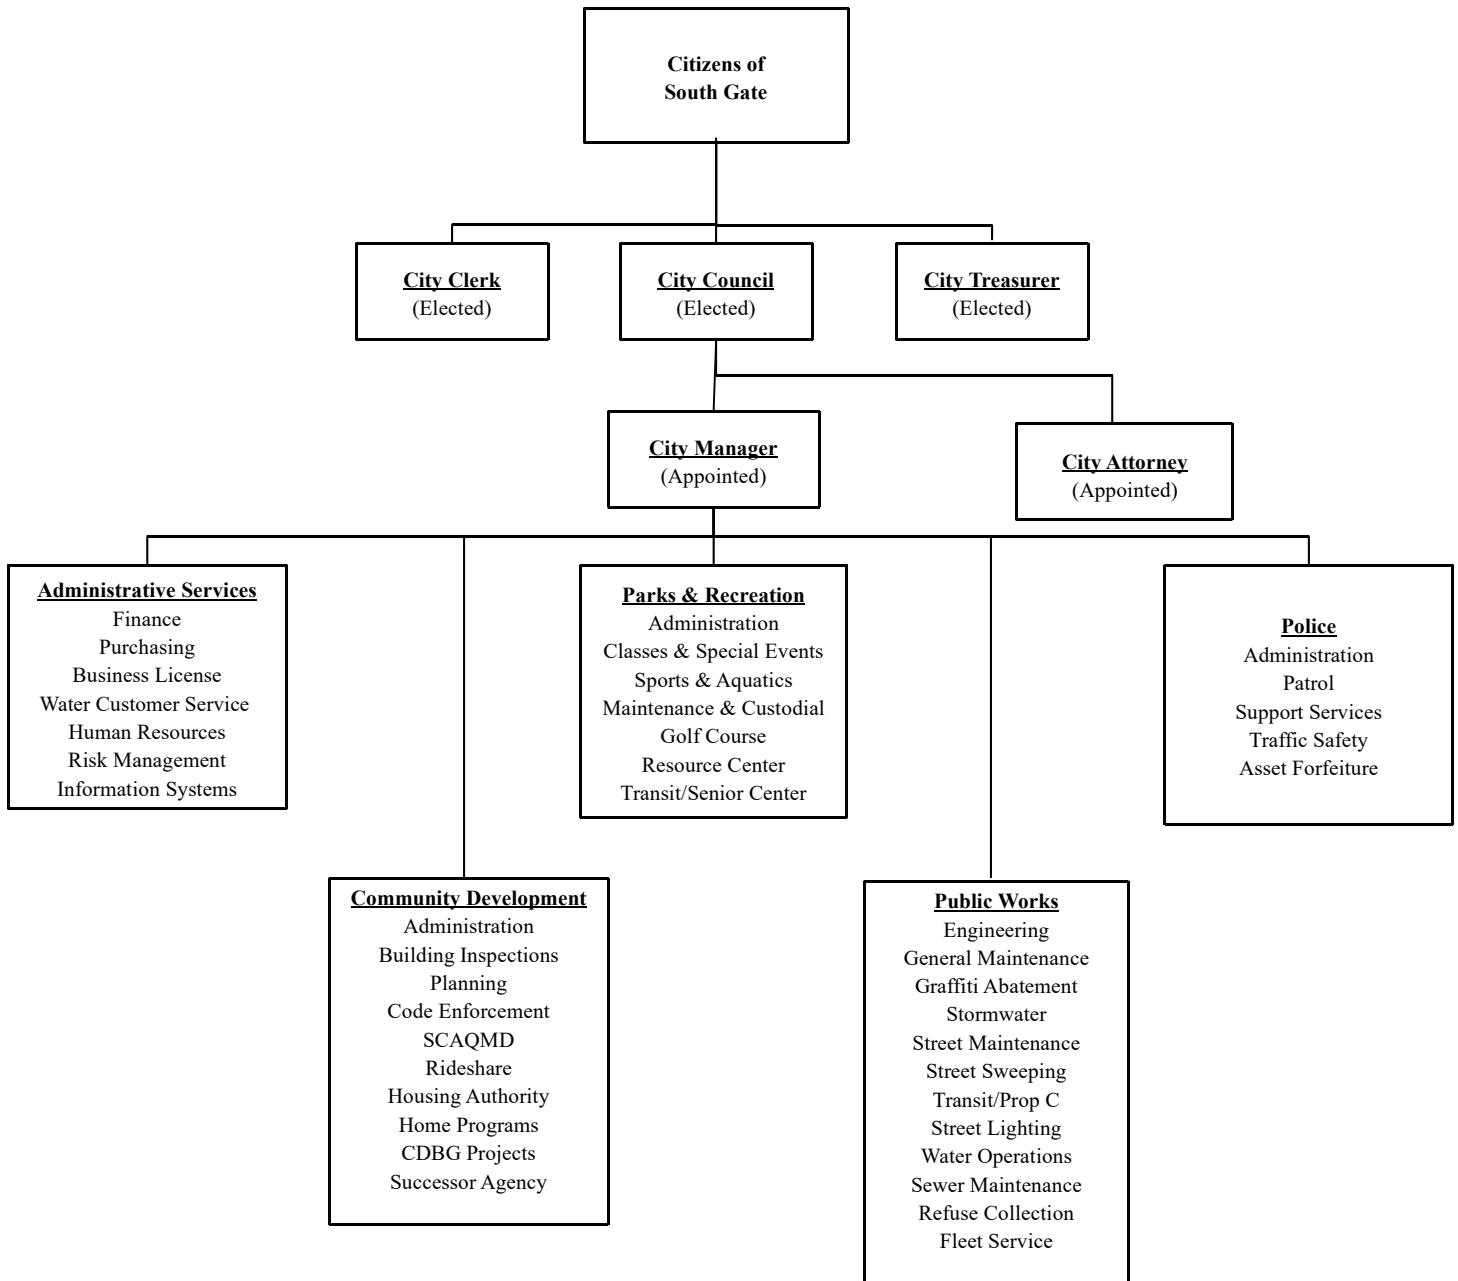 Citizens of
South Gate
City Clerk
(Elected)
City Council
(Elected)
City Treasurer
(Elected)
City Manager
(Appointed)
City Attorney
(Appointed)
Administrative Services
Finance
Purchasing
Business License
Water Customer Service
Human Resources
Risk Management
Information Systems
Parks & Recreation
Administration
Classes & Special Events
Sports & Aquatics
Maintenance & Custodial
Golf Course
Resource Center
Transit/Senior Center
Police
Administration
Patrol
Support Services
Traffic Safety
Asset Forfeiture
Community Development
Administration
Building Inspections
Planning
Code Enforcement
SCAQMD
Rideshare
Housing Authority
Home Programs
CDBG Projects
Successor Agency
Public Works
Engineering
General Maintenance
Graffiti Abatement
Stormwater
Street Maintenance
Street Sweeping
Transit/Prop C
Street Lighting
Water Operations
Sewer Maintenance
Refuse Collection
Fleet Service